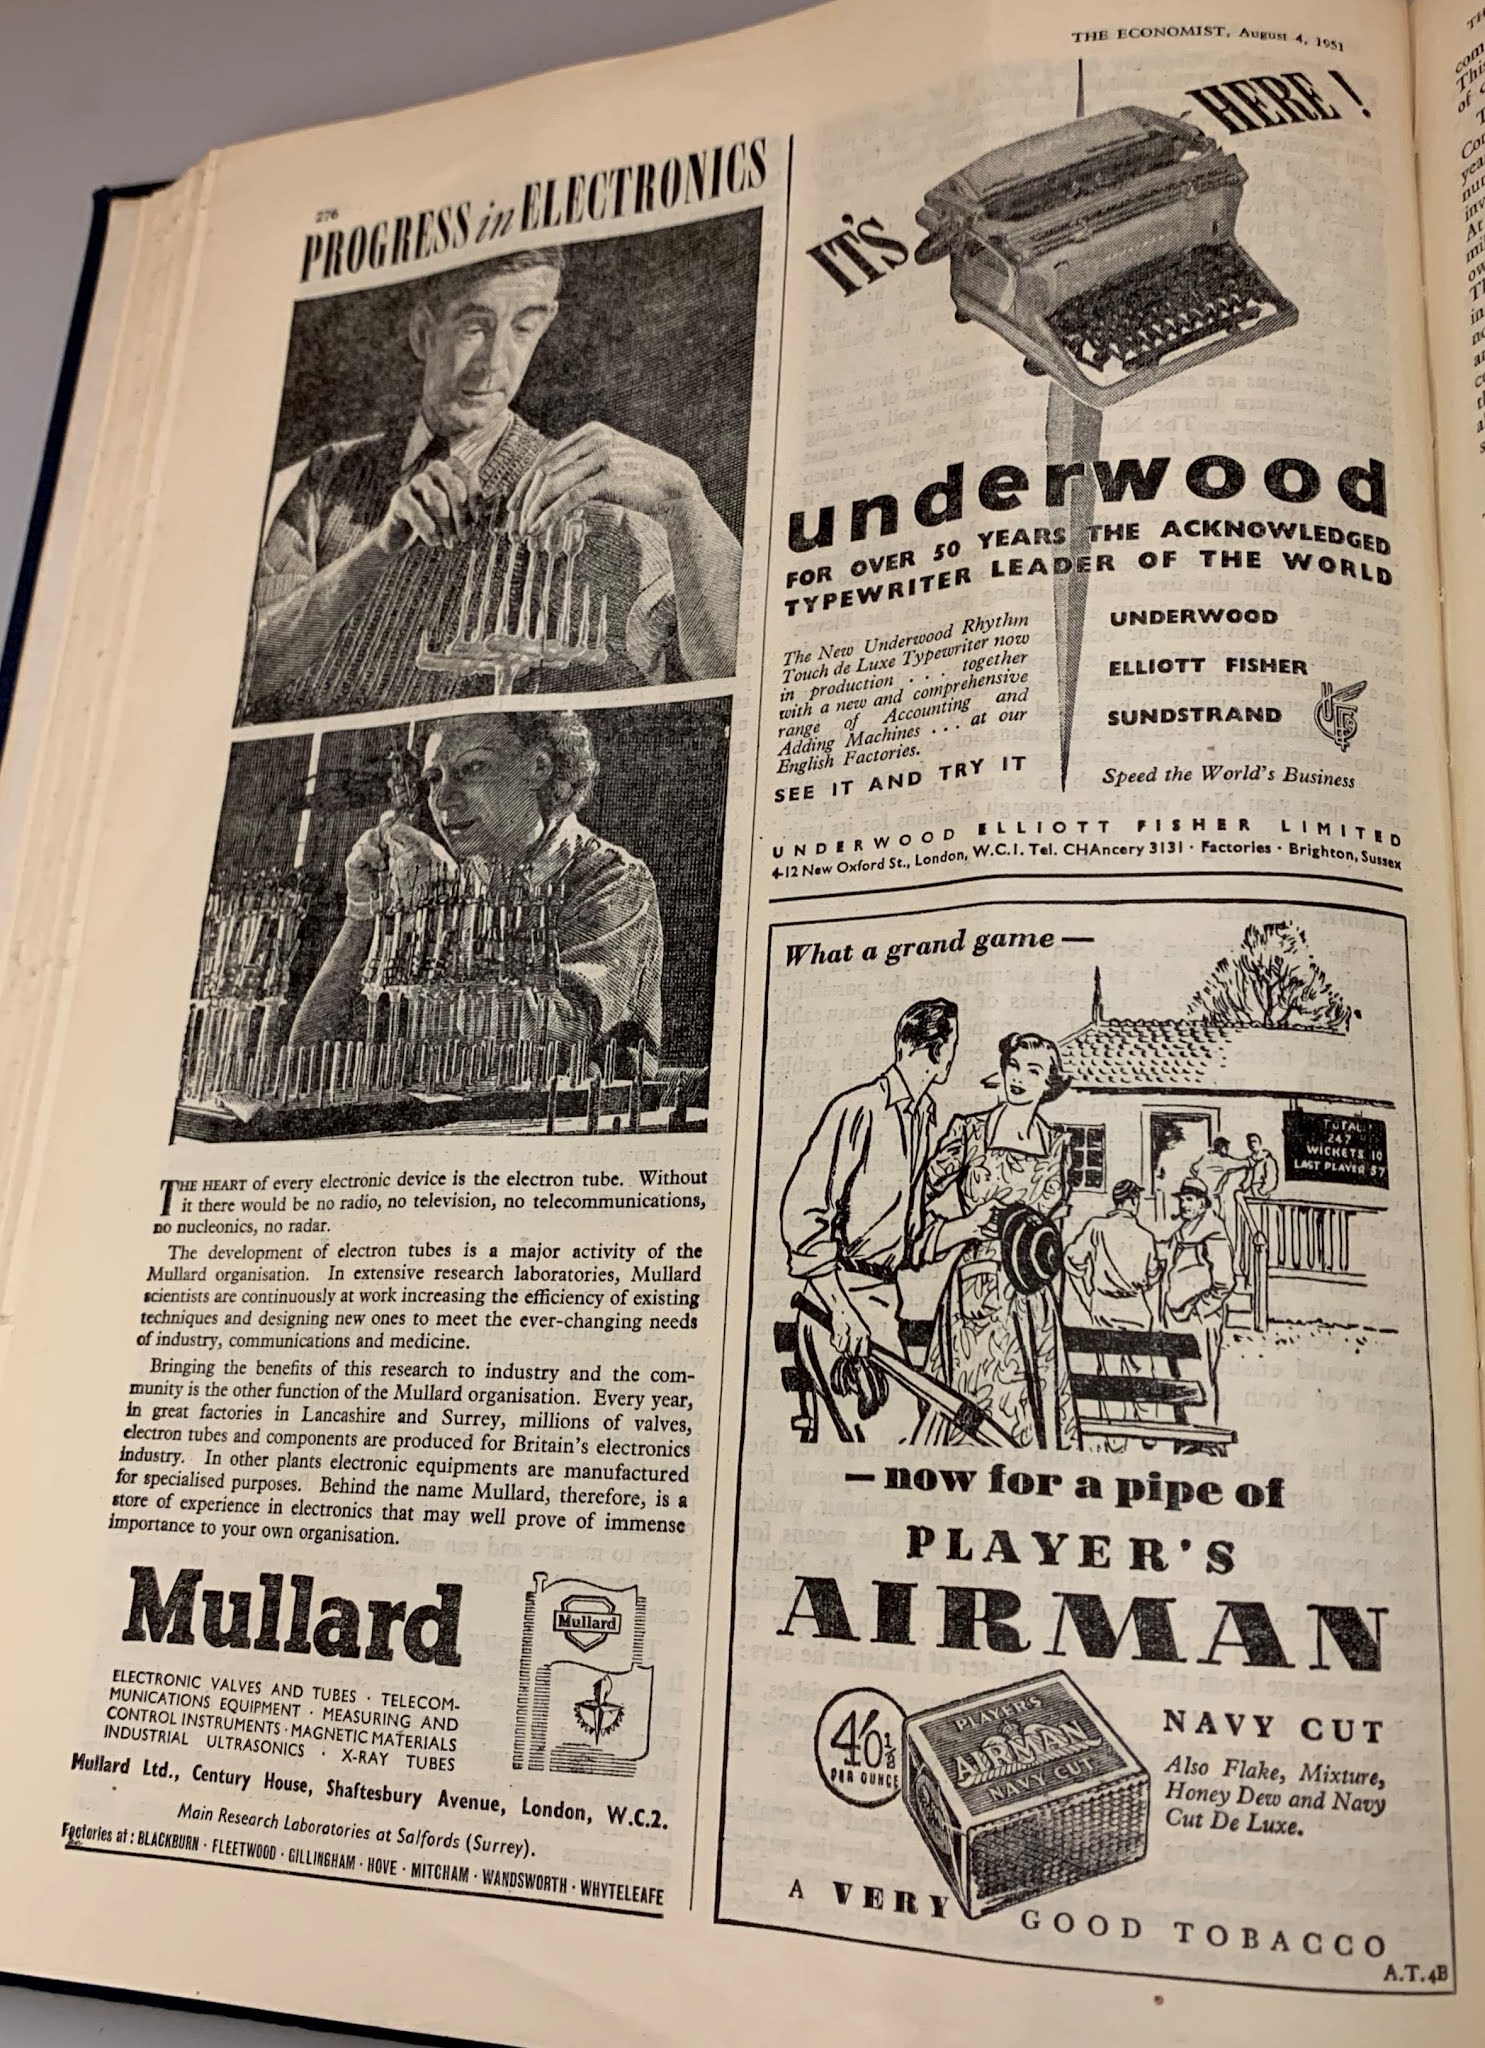 276
THE ECONOMIST, August 4, 1951
PROGRESS in ELECTRONICS
THE HEART of every electronic device is the electron tube. Without
it there would be no radio, no television, no telecommunications,
no nucleonics, no radar.
The development of electron tubes is a major activity of the
Mullard organisation. In extensive research laboratories, Mullard
scientists are continuously at work increasing the efficiency of existing
techniques and designing new ones to meet the ever-changing needs
of industry, communications and medicine.
Bringing the benefits of this research to industry and the com-
munity is the other function of the Mullard organisation. Every year,
in great factories in Lancashire and Surrey, millions of valves,
electron tubes and components are produced for Britain's electronics
industry. In other plants electronic equipments are manufactured
for specialised purposes. Behind the name Mullard, therefore, is a
store of experience in electronics that may well prove of immense
importance to your own organisation.
Mullard
Mullard
ELECTRONIC VALVES AND TUBES · TELECOM-
MUNICATIONS EQUIPMENT · MEASURING AND
CONTROL INSTRUMENTS · MAGNETIC MATERIALS
INDUSTRIAL ULTRASONICS · X-RAY TUBES
Mullard Ltd., Century House, Shaftesbury Avenue, London, W.C.2.
Main Research Laboratories at Salfords (Surrey).
Factories at: BLACKBURN · FLEETWOOD · GILLINGHAM · HOVE · MITCHAM · WANDSWORTH · WHYTELEAFE
IT'S HERE!
underwood
FOR OVER 50 YEARS THE ACKNOWLEDGED
TYPEWRITER LEADER OF THE WORLD
The New Underwood Rhythm
Touch de Luxe Typewriter now
in production . . . together
with a new and comprehensive
range of Accounting and
Adding Machines . . . at our
English Factories.
SEE IT AND TRY IT
UNDERWOOD
ELLIOTT FISHER
SUNDSTRAND
UEF
Speed the World's Business
UNDERWOOD ELLIOTT FISHER LIMITED
4-12 New Oxford St., London, W.C.1. Tel. CHAncery 3131 · Factories · Brighton, Sussex
What a grand game —
TOTAL
247
WICKETS 10
LAST PLAYER 57
— now for a pipe of
PLAYER'S
AIRMAN
4'0½
PER OUNCE
PLAYER'S
AIRMAN
NAVY CUT
NAVY CUT
Also Flake, Mixture,
Honey Dew and Navy
Cut De Luxe.
A VERY GOOD TOBACCO
A.T.4B